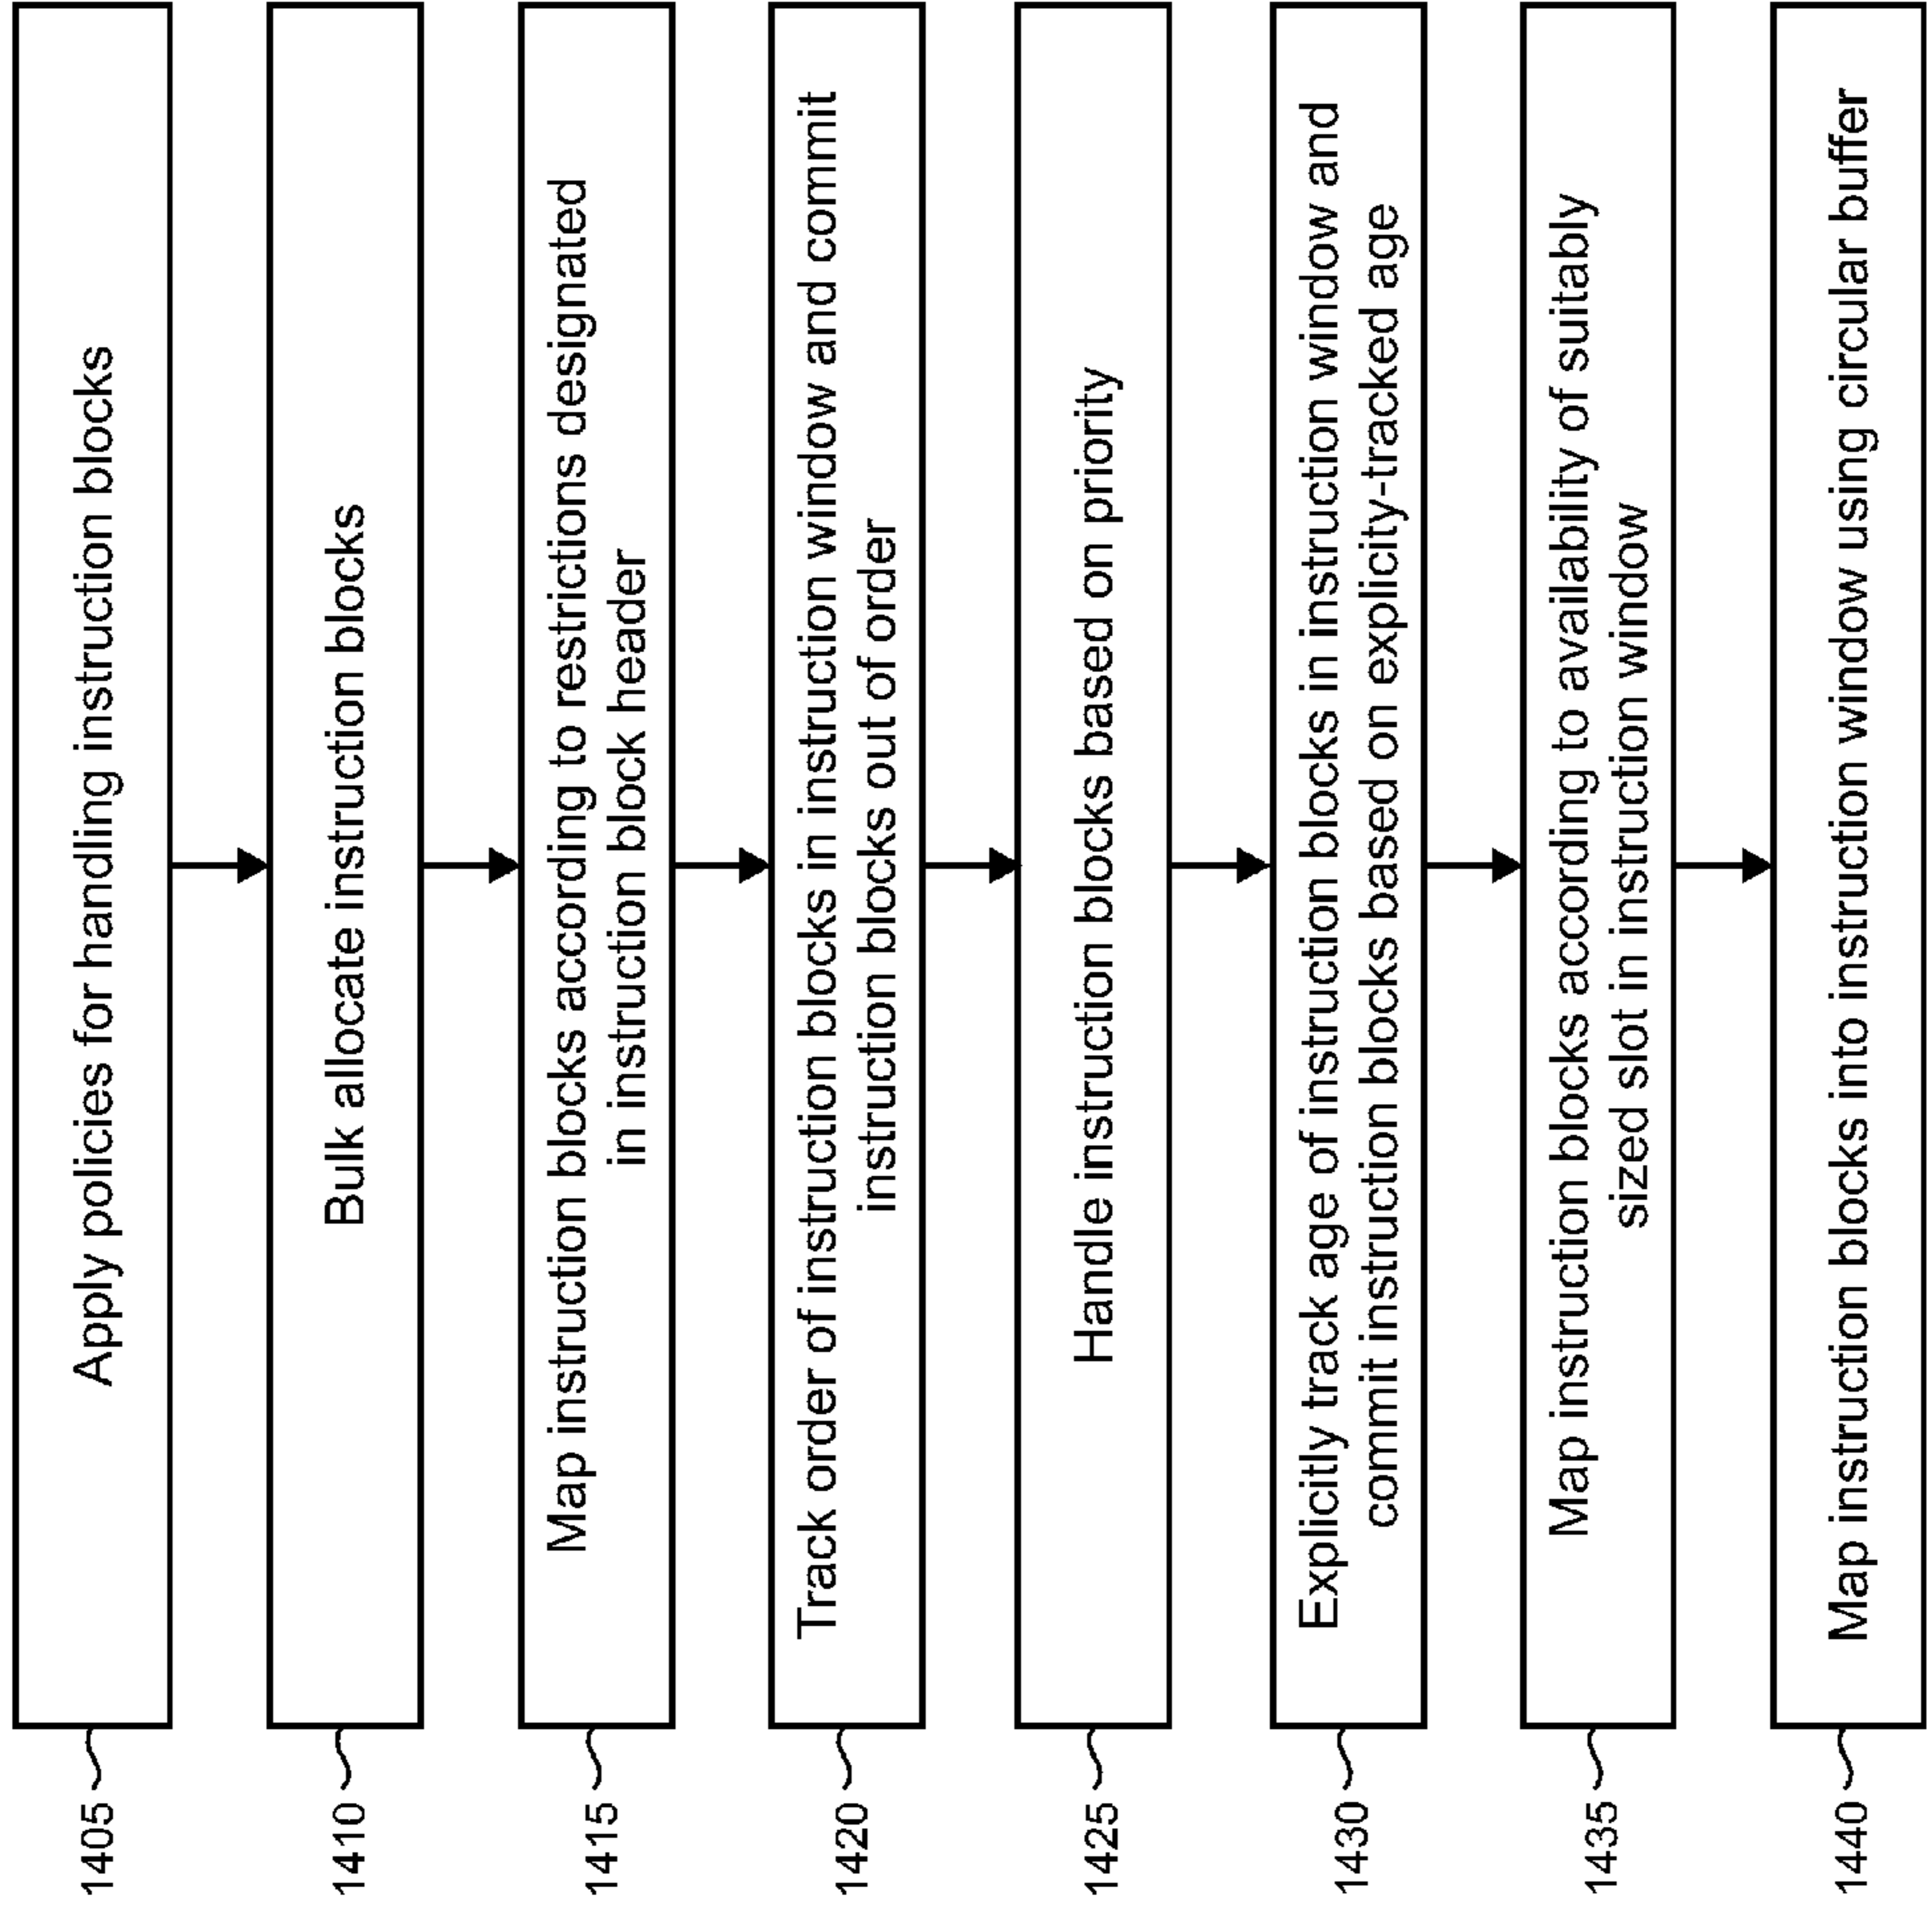 1405
Apply policies for handling instruction blocks
1410
Bulk allocate instruction blocks
1415
Map instruction blocks according to restrictions designated
in instruction block header
1420
Track order of instruction blocks in instruction window and commit
instruction blocks out of order
1425
Handle instruction blocks based on priority
1430
Explicitly track age of instruction blocks in instruction window and
commit instruction blocks based on explicity-tracked age
1435
Map instruction blocks according to availability of suitably
sized slot in instruction window
1440
Map instruction blocks into instruction window using circular buffer